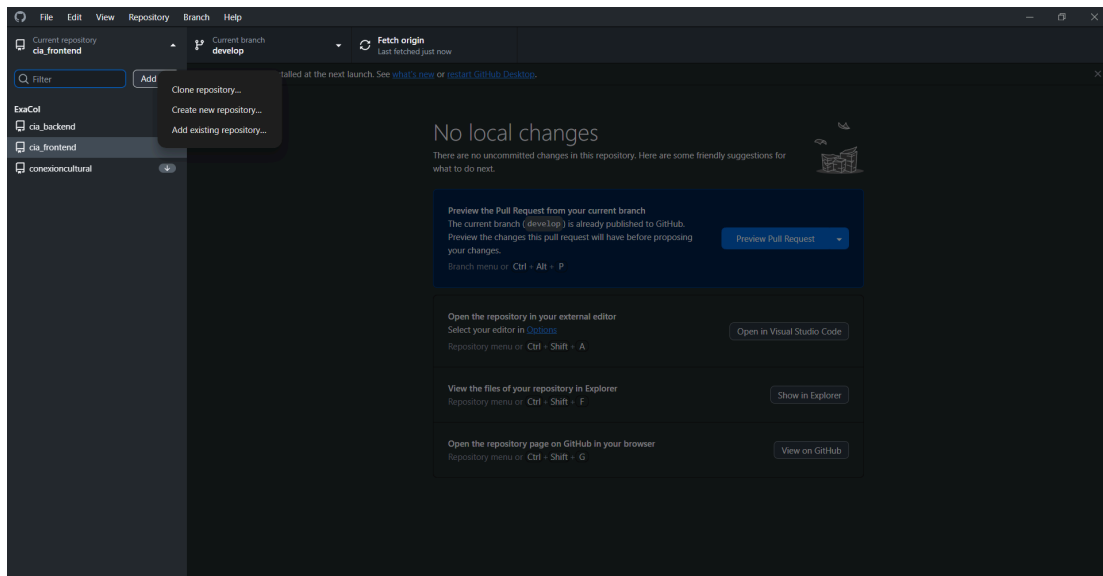 File Edit View Repository Branch Help
Current repository
cia_frontend
Current branch
develop
Fetch origin
Last fetched just now
Filter
Add
talled at the next launch. See what's new or restart GitHub Desktop.
Clone repository...
Create new repository...
Add existing repository...
ExaCol
cia_backend
cia_frontend
conexioncultural
No local changes
There are no uncommitted changes in this repository. Here are some friendly suggestions for
what to do next.
Preview the Pull Request from your current branch
The current branch (develop) is already published to GitHub.
Preview the changes this pull request will have before proposing
your changes.
Branch menu or Ctrl + Alt + P
Preview Pull Request
Open the repository in your external editor
Select your editor in Options
Repository menu or Ctrl + Shift + A
Open in Visual Studio Code
View the files of your repository in Explorer
Repository menu or Ctrl + Shift + F
Show in Explorer
Open the repository page on GitHub in your browser
Repository menu or Ctrl + Shift + G
View on GitHub